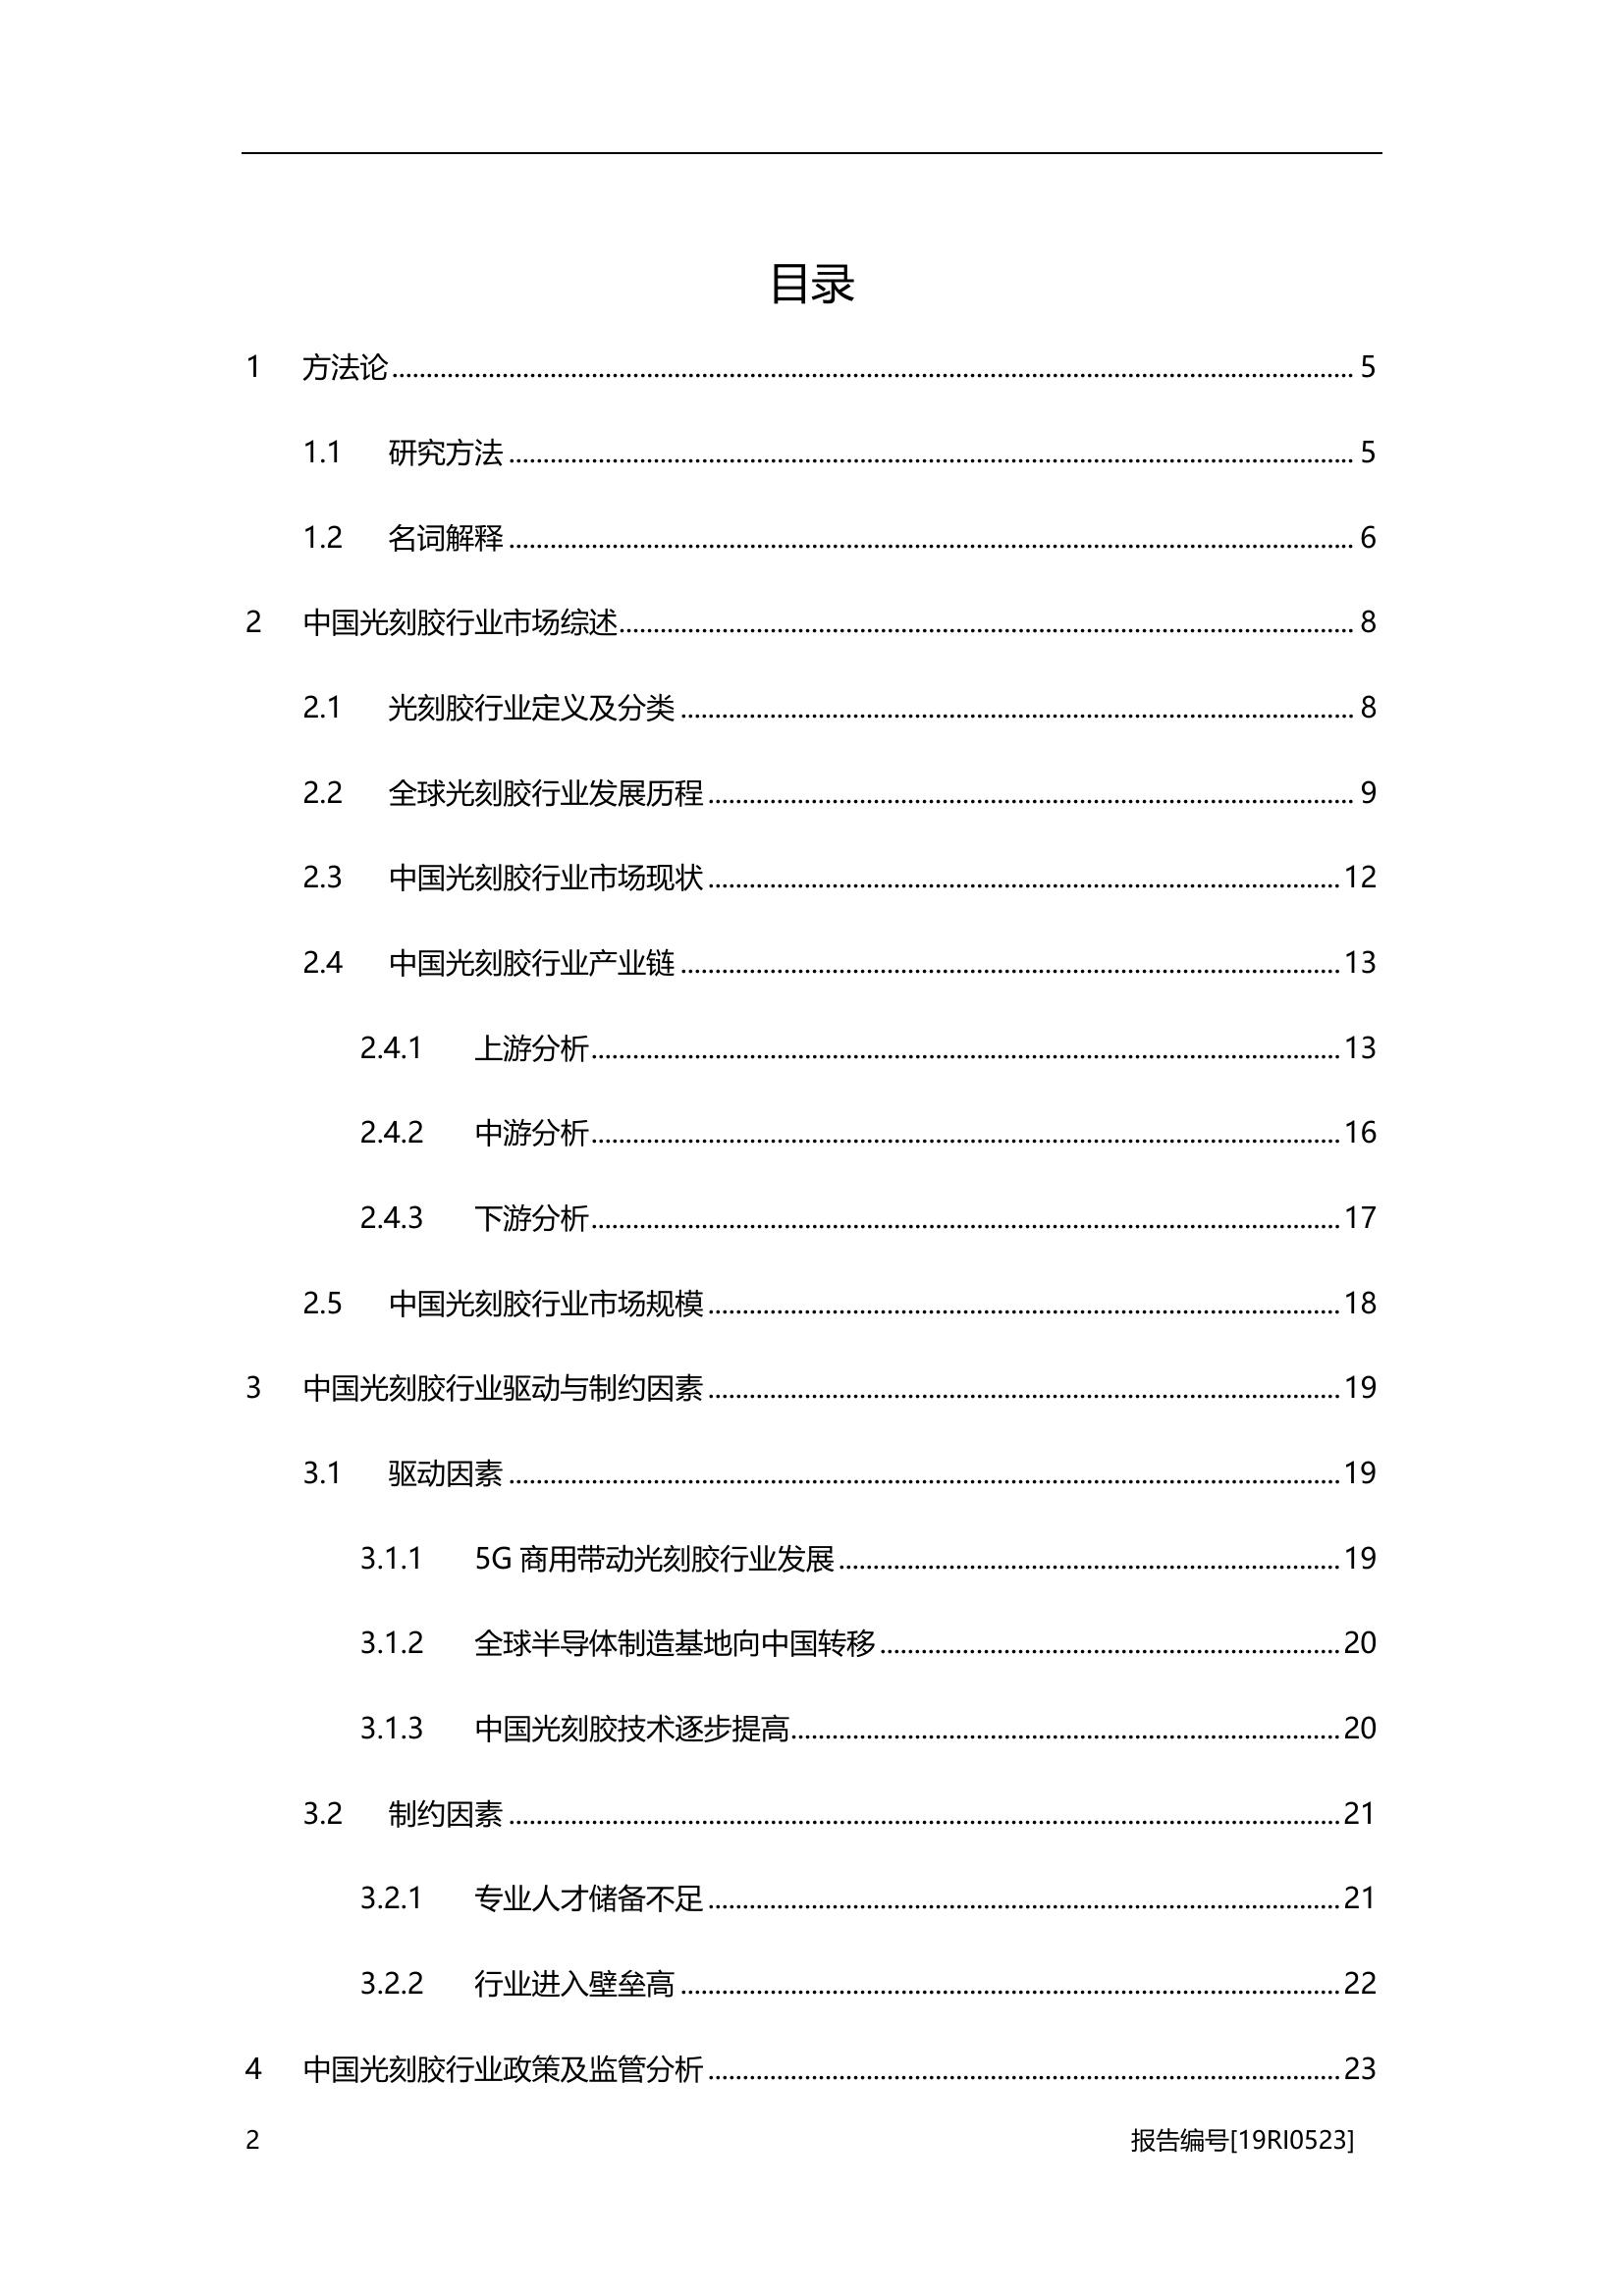 目录
1 方法论 5
1.1 研究方法 5
1.2 名词解释 6
2 中国光刻胶行业市场综述 8
2.1 光刻胶行业定义及分类 8
2.2 全球光刻胶行业发展历程 9
2.3 中国光刻胶行业市场现状 12
2.4 中国光刻胶行业产业链 13
2.4.1 上游分析 13
2.4.2 中游分析 16
2.4.3 下游分析 17
2.5 中国光刻胶行业市场规模 18
3 中国光刻胶行业驱动与制约因素 19
3.1 驱动因素 19
3.1.1 5G 商用带动光刻胶行业发展 19
3.1.2 全球半导体制造基地向中国转移 20
3.1.3 中国光刻胶技术逐步提高 20
3.2 制约因素 21
3.2.1 专业人才储备不足 21
3.2.2 行业进入壁垒高 22
4 中国光刻胶行业政策及监管分析 23
2 报告编号[19RI0523]